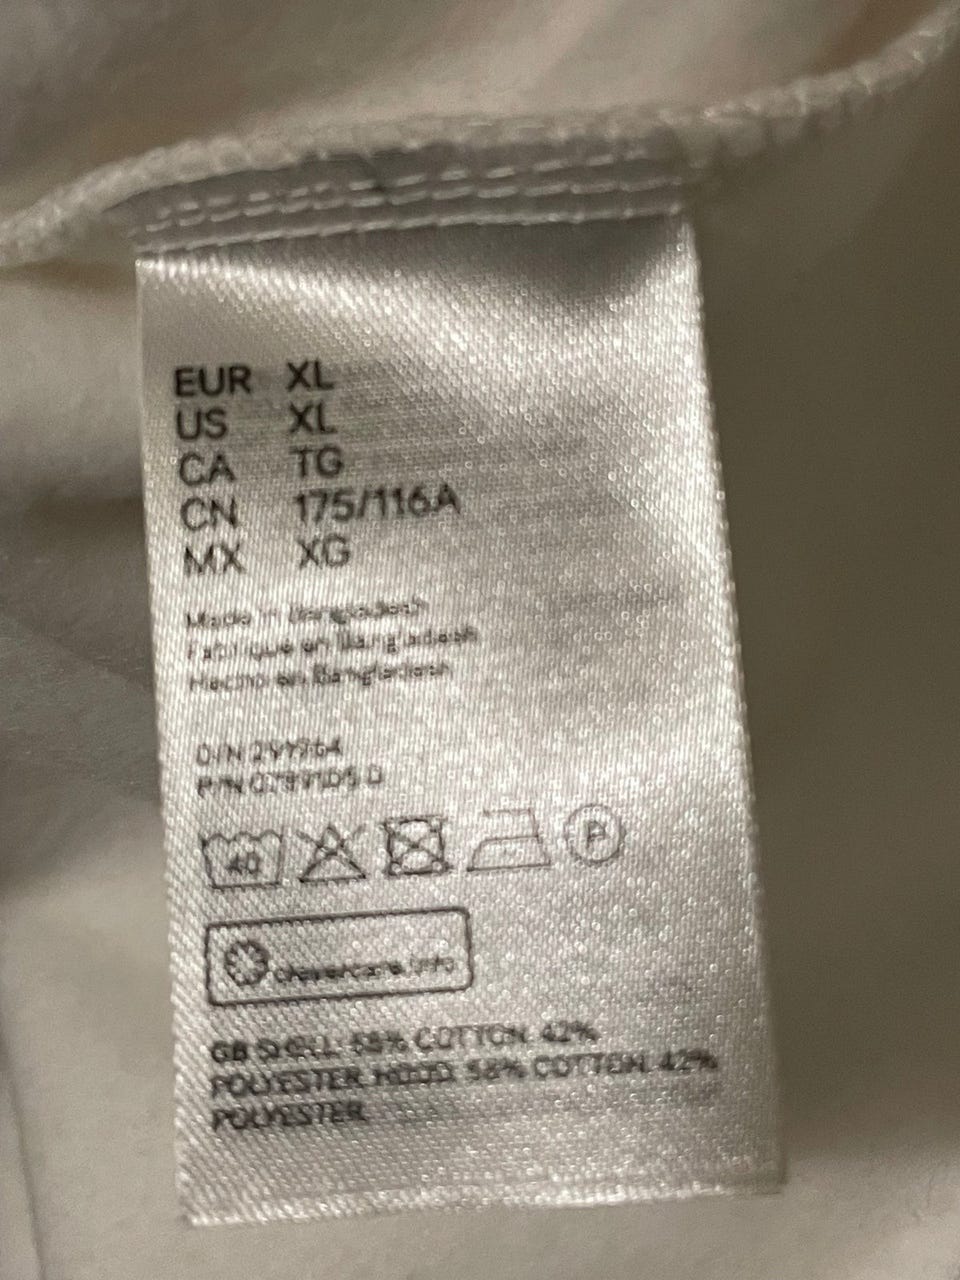 EUR XL
US XL
CA TG
CN 175/116A
MX XG
Made in Bangladesh
Fabriqué en Bangladesh
Hecho en Bangladesh
O/N
P/N
40
P
clevercare.info
GB SHELL: 58% COTTON. 42%
POLYESTER. HOOD. 58% COTTON. 42%
POLYESTER.